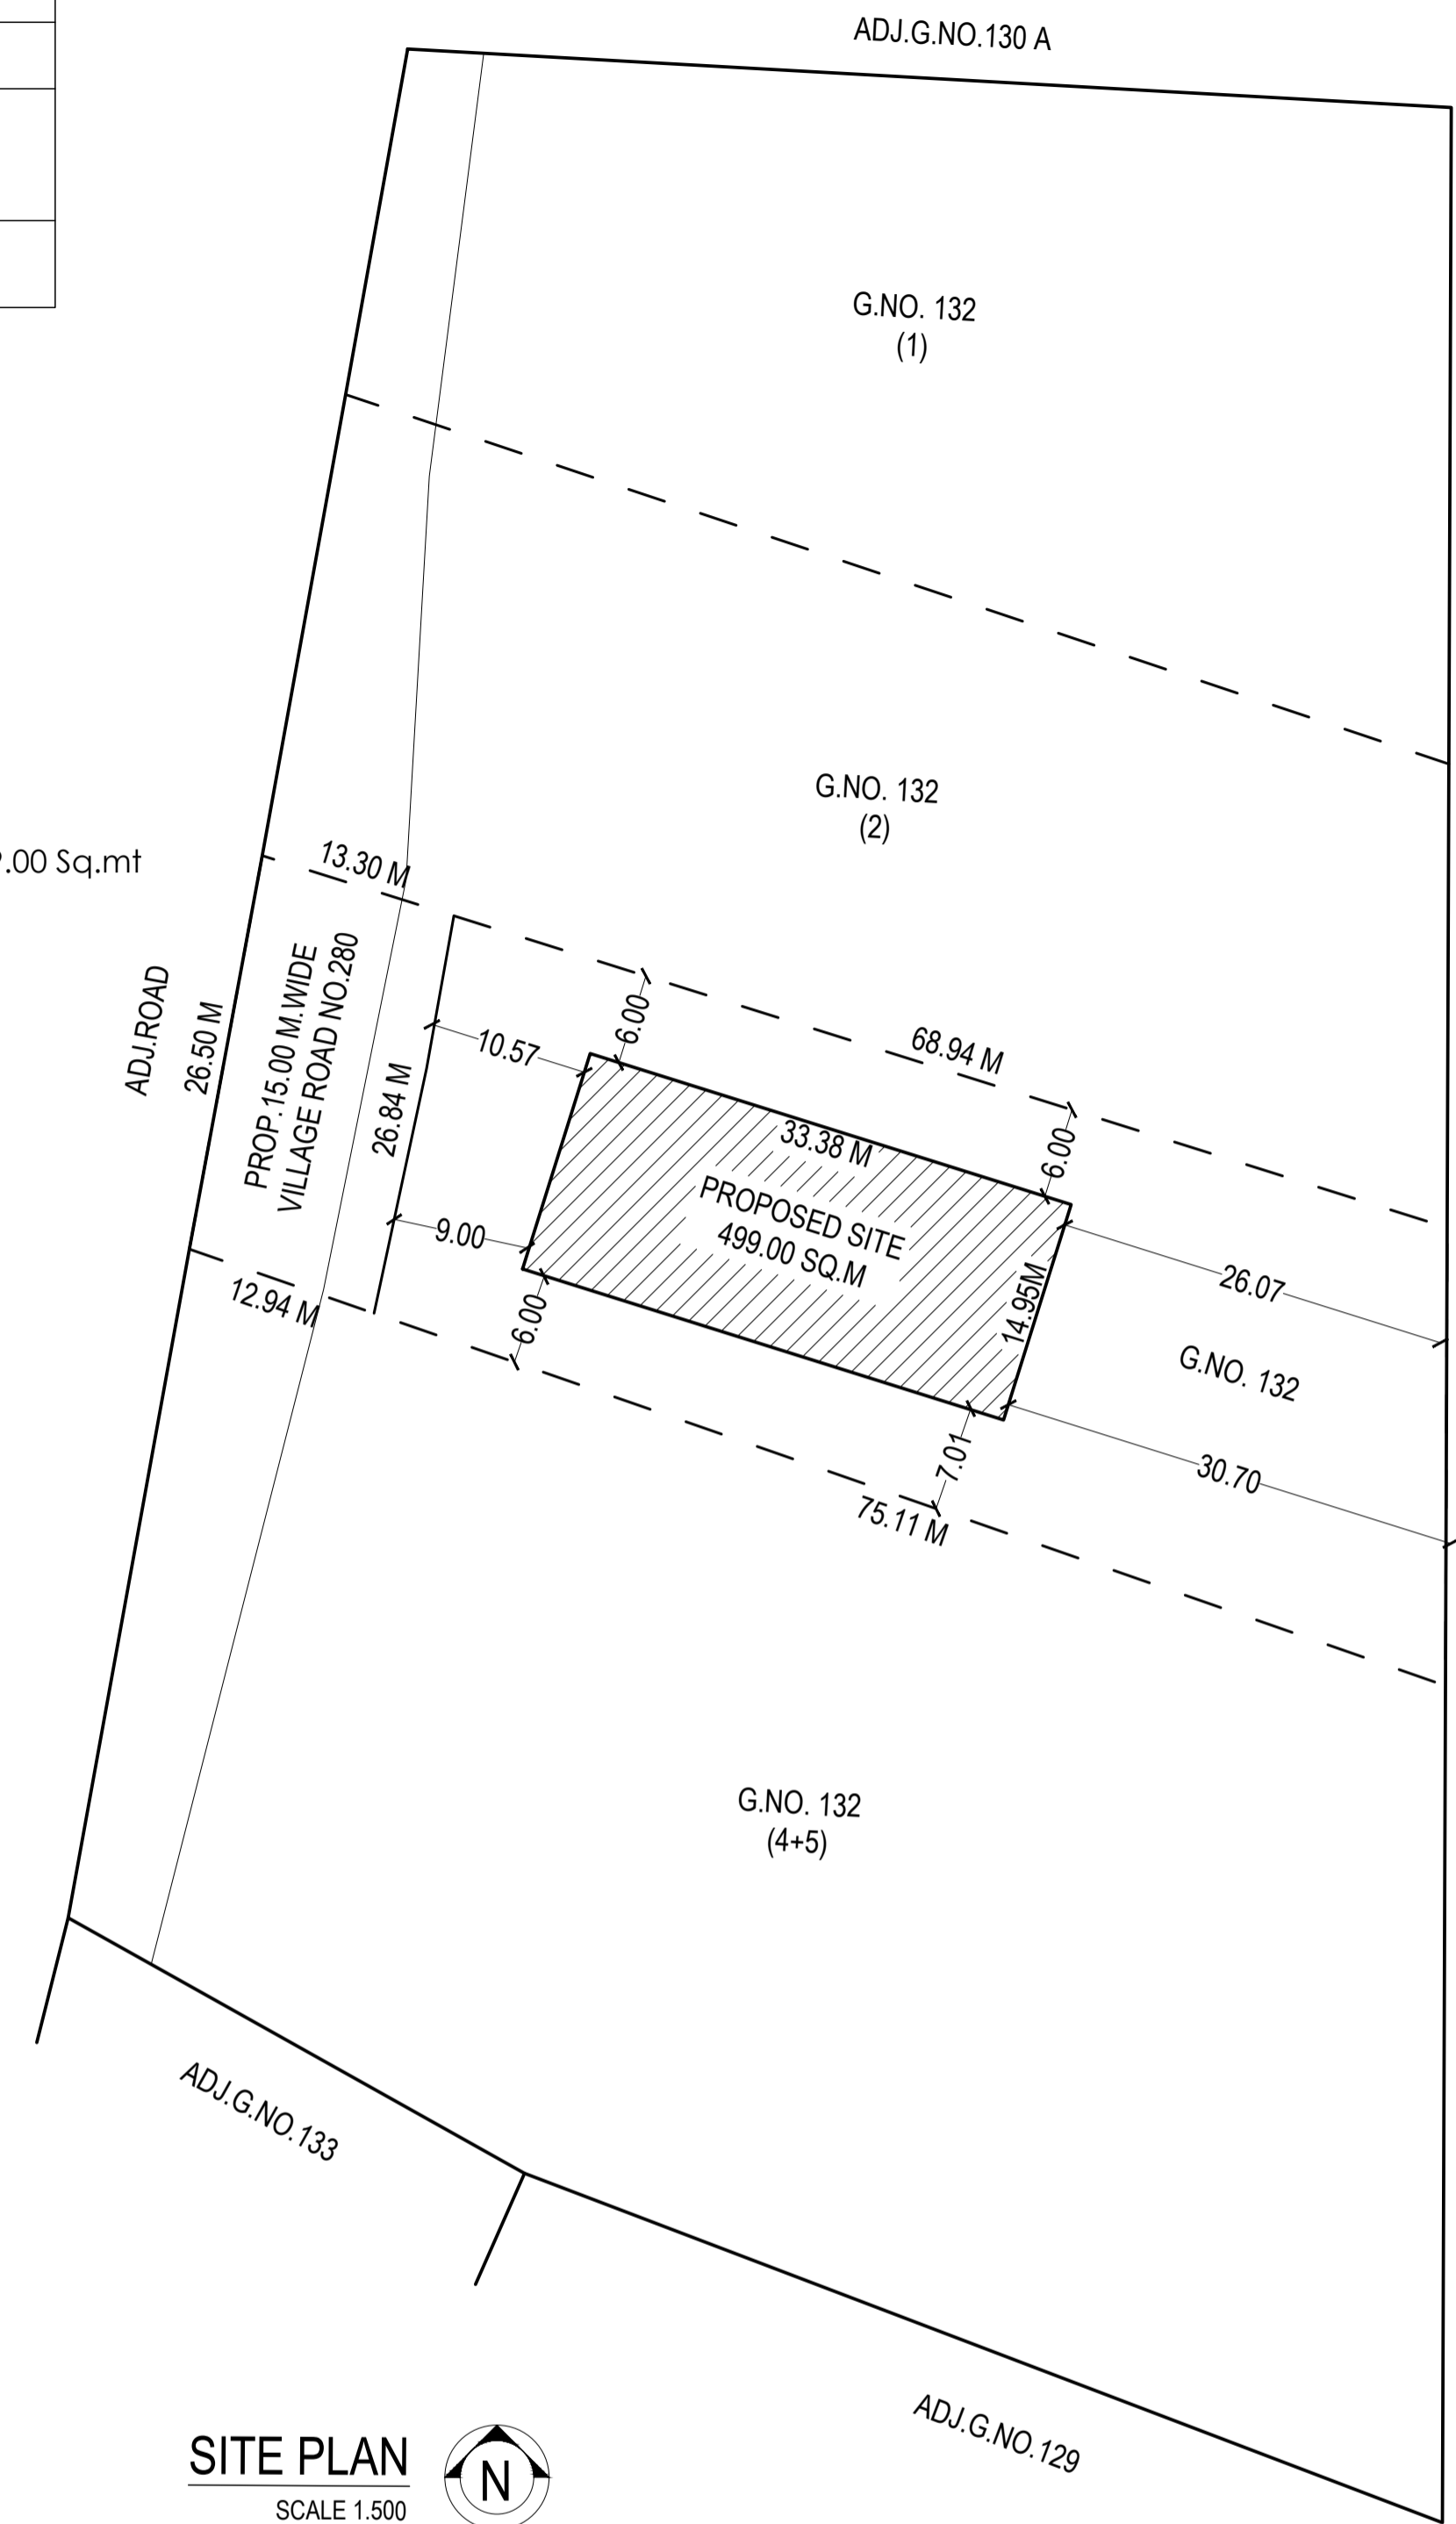 ADJ.G.NO.130 A
G.NO. 132
(1)
G.NO. 132
(2)
.00 Sq.mt
13.30 M
ADJ.ROAD
26.50 M
PROP.15.00 M.WIDE
VILLAGE ROAD NO.280
26.84 M
10.57
6.00
68.94 M
6.00
33.38 M
PROPOSED SITE
499.00 SQ.M
14.95M
9.00
12.94 M
6.00
26.07
G.NO. 132
7.01
30.70
75.11 M
G.NO. 132
(4+5)
ADJ.G.NO.133
ADJ.G.NO.129
SITE PLAN
N
SCALE 1.500